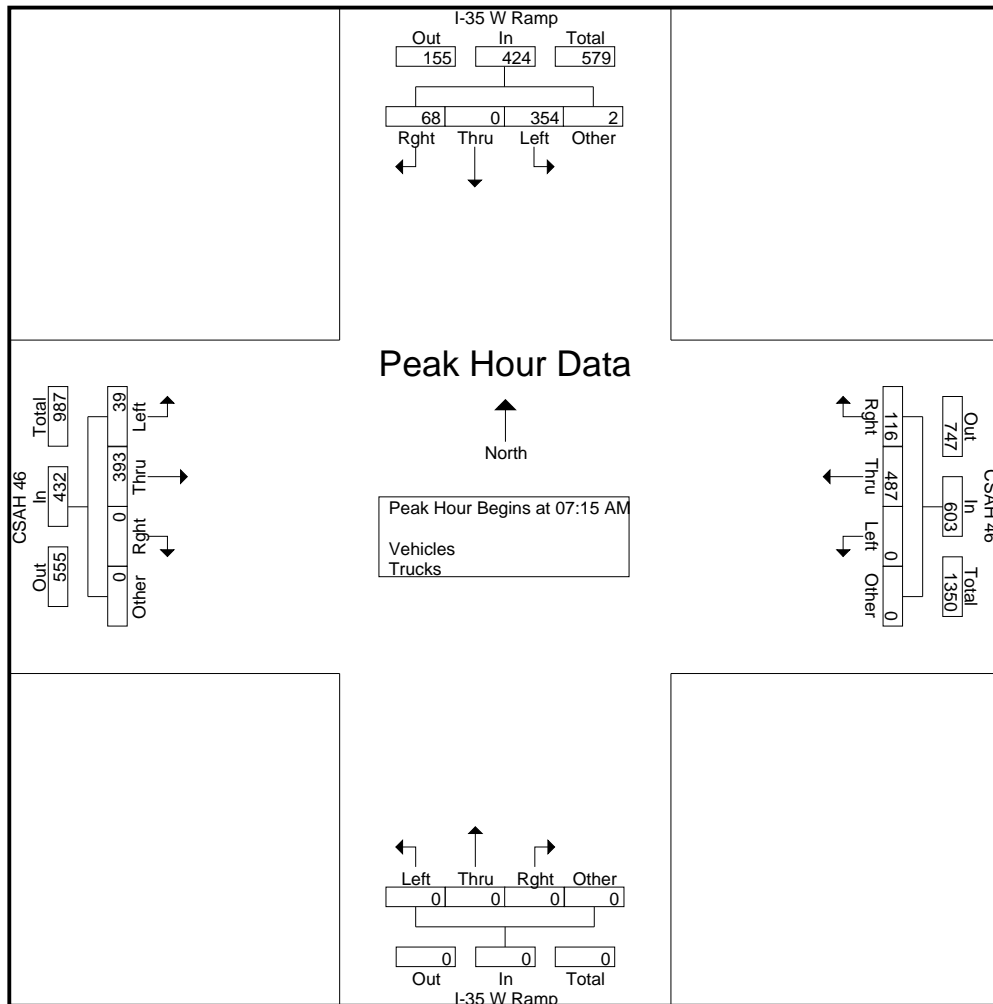 I-35 W Ramp
Out In Total
155 424 579
68 0 354 2
Rght Thru Left Other
Peak Hour Data
North
Peak Hour Begins at 07:15 AM
Vehicles
Trucks
CSAH 46
Out In Total
555 432 987
Left Thru Rght Other
39 393 0 0
CSAH 46
Out In Total
747 603 1350
Rght Thru Left Other
116 487 0 0
Left Thru Rght Other
0 0 0 0
0 0 0
Out In Total
I-35 W Ramp